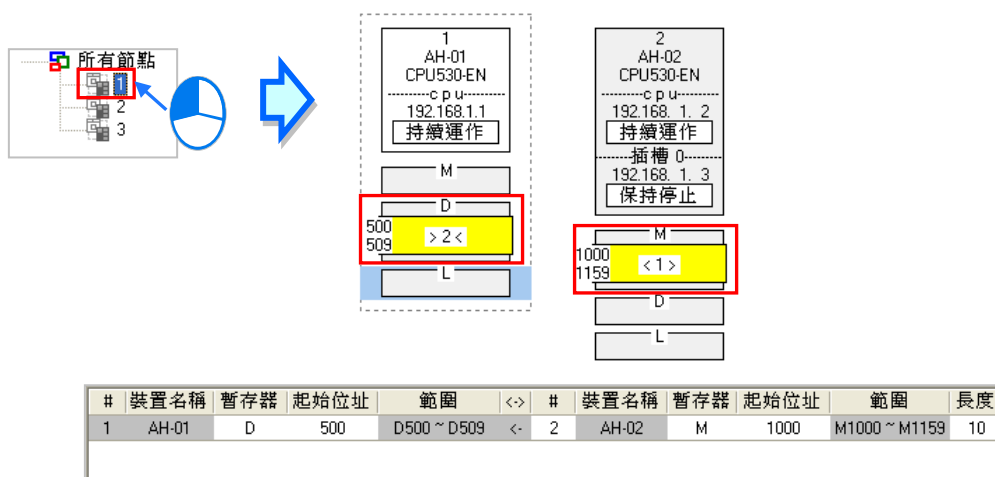 所有節點
1
2
3
1
AH-01
CPU530-EN
cpu
192.168.1.1
持續運作
M
D
500
509
>2<
L
2
AH-02
CPU530-EN
cpu
192.168. 1. 2
持續運作
插槽 0
192.168. 1. 3
保持停止
M
1000
1159
<1>
D
L
# 裝置名稱 暫存器 起始位址 範圍 <-> # 裝置名稱 暫存器 起始位址 範圍 長度
1 AH-01 D 500 D500 ~ D509 <- 2 AH-02 M 1000 M1000 ~ M1159 10